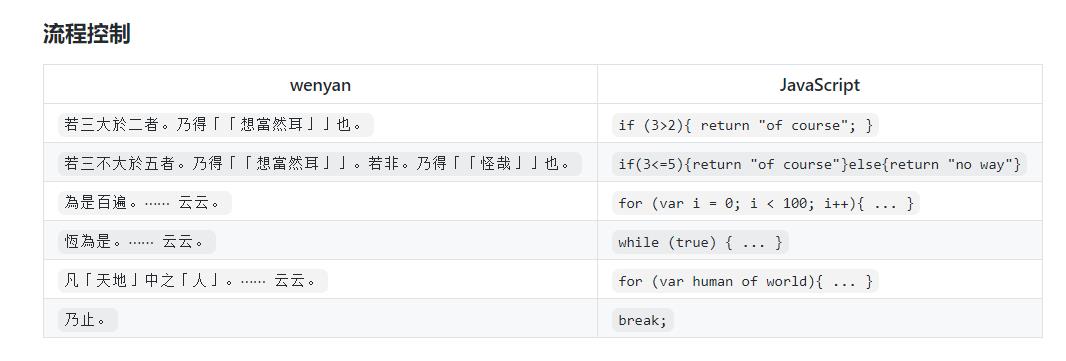 流程控制
wenyan JavaScript
若三大於二者。乃得「「想當然耳」」也。 if (3>2){ return "of course"; }
若三不大於五者。乃得「「想當然耳」」。若非。乃得「「怪哉」」也。 if(3<=5){return "of course"}else{return "no way"}
為是百遍。…… 云云。 for (var i = 0; i < 100; i++){ ... }
恆為是。…… 云云。 while (true) { ... }
凡「天地」中之「人」。…… 云云。 for (var human of world){ ... }
乃止。 break;